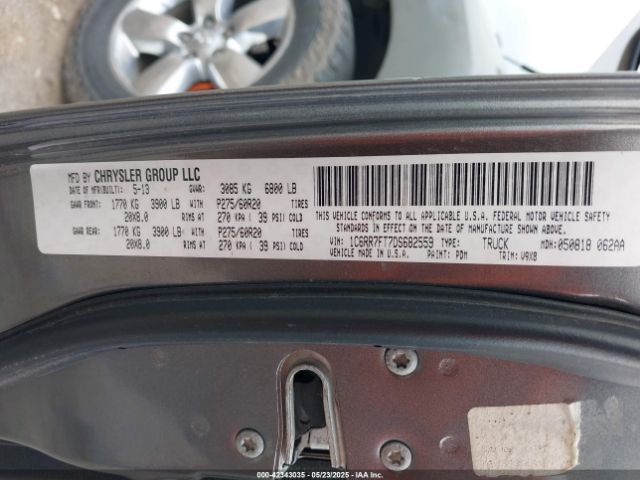 MFD BY CHRYSLER GROUP LLC
DATE OF MFR(BUILT): 5-13 GVWR: 3085 KG 6800 LB
GAWR FRONT: 1770 KG 3900 LB WITH P275/60R20 TIRES
20X8.0 RIMS AT 270 KPA ( 39 PSI) COLD
GAWR REAR: 1770 KG 3900 LB WITH P275/60R20 TIRES
20X8.0 RIMS AT 270 KPA ( 39 PSI) COLD
THIS VEHICLE CONFORMS TO ALL APPLICABLE U.S.A. FEDERAL MOTOR VEHICLE SAFETY
STANDARDS IN EFFECT ON THE DATE OF MANUFACTURE SHOWN ABOVE.
VIN: 1C6RR7FT7DS682559 TYPE: TRUCK MDH:050818 062AA
VEHICLE MADE IN U.S.A. PAINT: PDM TRIM: V9X8
00-42343035 - 05/23/2025 - IAA Inc.